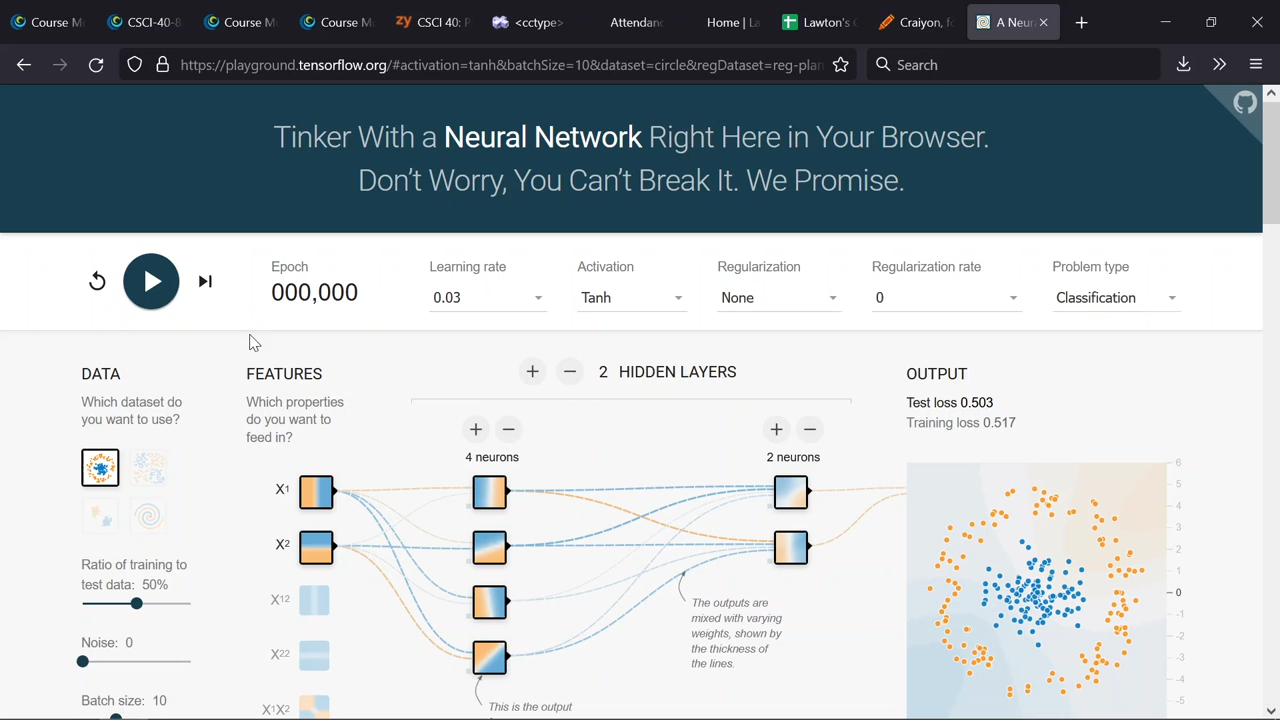 Course M
CSCI-40-8
Course M
Course M
zy CSCI 40: P
<cctype>
Attendanc
Home | La
Lawton's C
Craiyon, fo
A Neur
https://playground.tensorflow.org/#activation=tanh&batchSize=10&dataset=circle&regDataset=reg-plan
Search
Tinker With a Neural Network Right Here in Your Browser.
Don't Worry, You Can't Break It. We Promise.
Epoch
000,000
Learning rate
0.03
Activation
Tanh
Regularization
None
Regularization rate
0
Problem type
Classification
DATA
Which dataset do
you want to use?
Ratio of training to
test data: 50%
Noise: 0
Batch size: 10
FEATURES
Which properties
do you want to
feed in?
X1
X2
X12
X22
X1X2
2 HIDDEN LAYERS
4 neurons
2 neurons
The outputs are
mixed with varying
weights, shown by
the thickness of
the lines.
This is the output
OUTPUT
Test loss 0.503
Training loss 0.517
6
5
4
3
2
1
0
-1
-2
-3
-4
-5